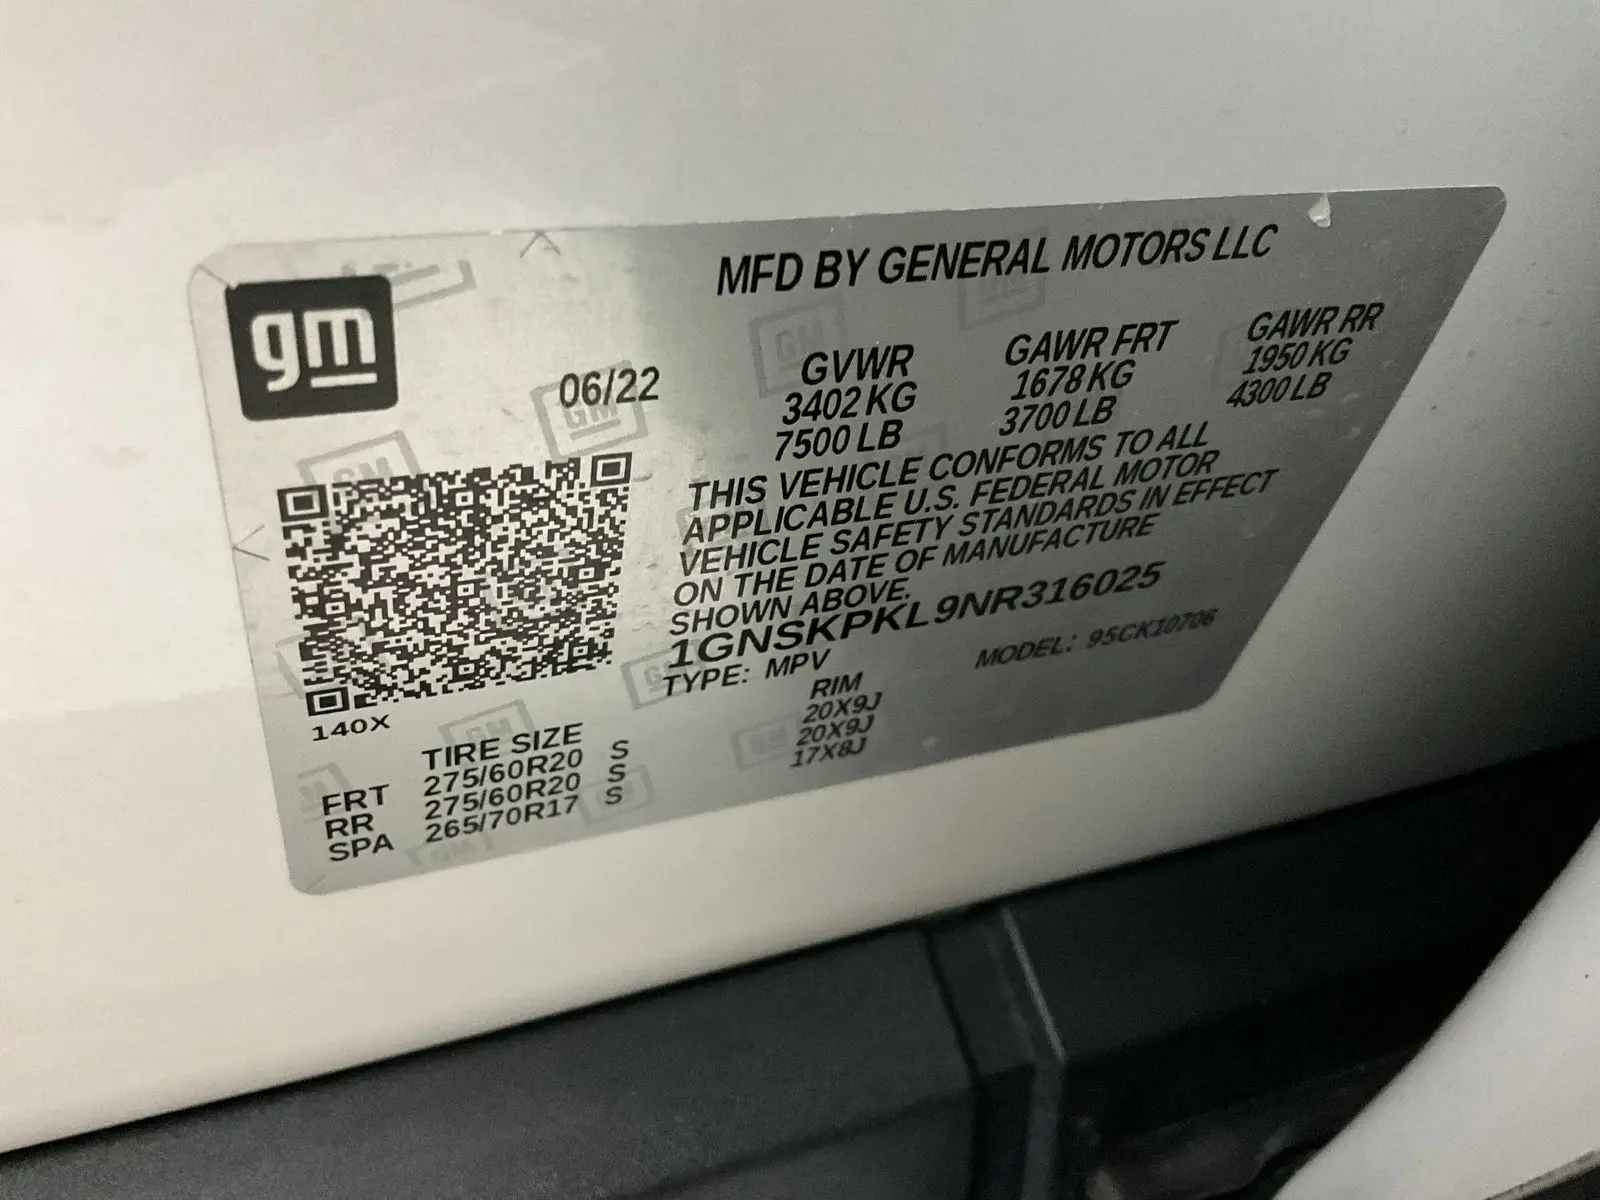 gm
MFD BY GENERAL MOTORS LLC
06/22
GVWR GAWR FRT GAWR RR
3402 KG 1678 KG 1950 KG
7500 LB 3700 LB 4300 LB
THIS VEHICLE CONFORMS TO ALL
APPLICABLE U.S. FEDERAL MOTOR
VEHICLE SAFETY STANDARDS IN EFFECT
ON THE DATE OF MANUFACTURE
SHOWN ABOVE.
1GNSKPKL9NR316025
TYPE: MPV MODEL: 95CK10706
140X
TIRE SIZE RIM
FRT 275/60R20 S 20X9J
RR 275/60R20 S 20X9J
SPA 265/70R17 S 17X8J